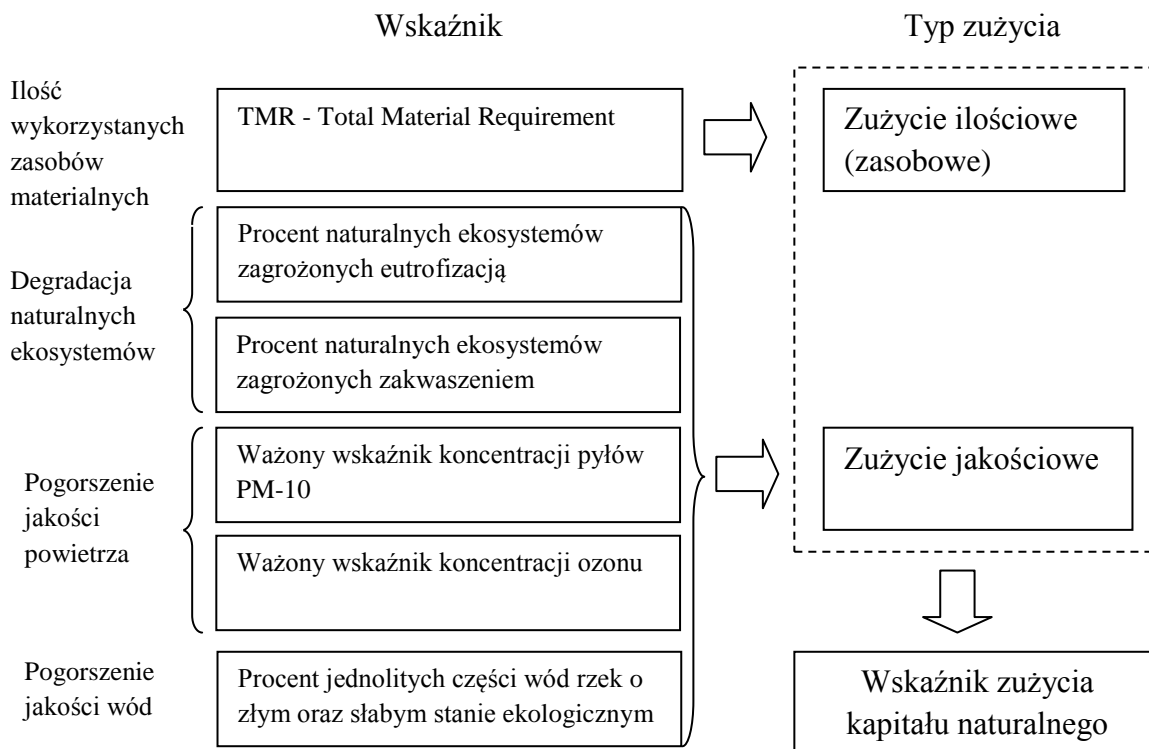 Wskaźnik
Typ zużycia
Ilość
wykorzystanych
zasobów
materialnych
TMR - Total Material Requirement
Zużycie ilościowe
(zasobowe)
Degradacja
naturalnych
ekosystemów
Procent naturalnych ekosystemów
zagrożonych eutrofizacją
Procent naturalnych ekosystemów
zagrożonych zakwaszeniem
Pogorszenie
jakości
powietrza
Ważony wskaźnik koncentracji pyłów
PM-10
Ważony wskaźnik koncentracji ozonu
Zużycie jakościowe
Pogorszenie
jakości wód
Procent jednolitych części wód rzek o
złym oraz słabym stanie ekologicznym
Wskaźnik zużycia
kapitału naturalnego